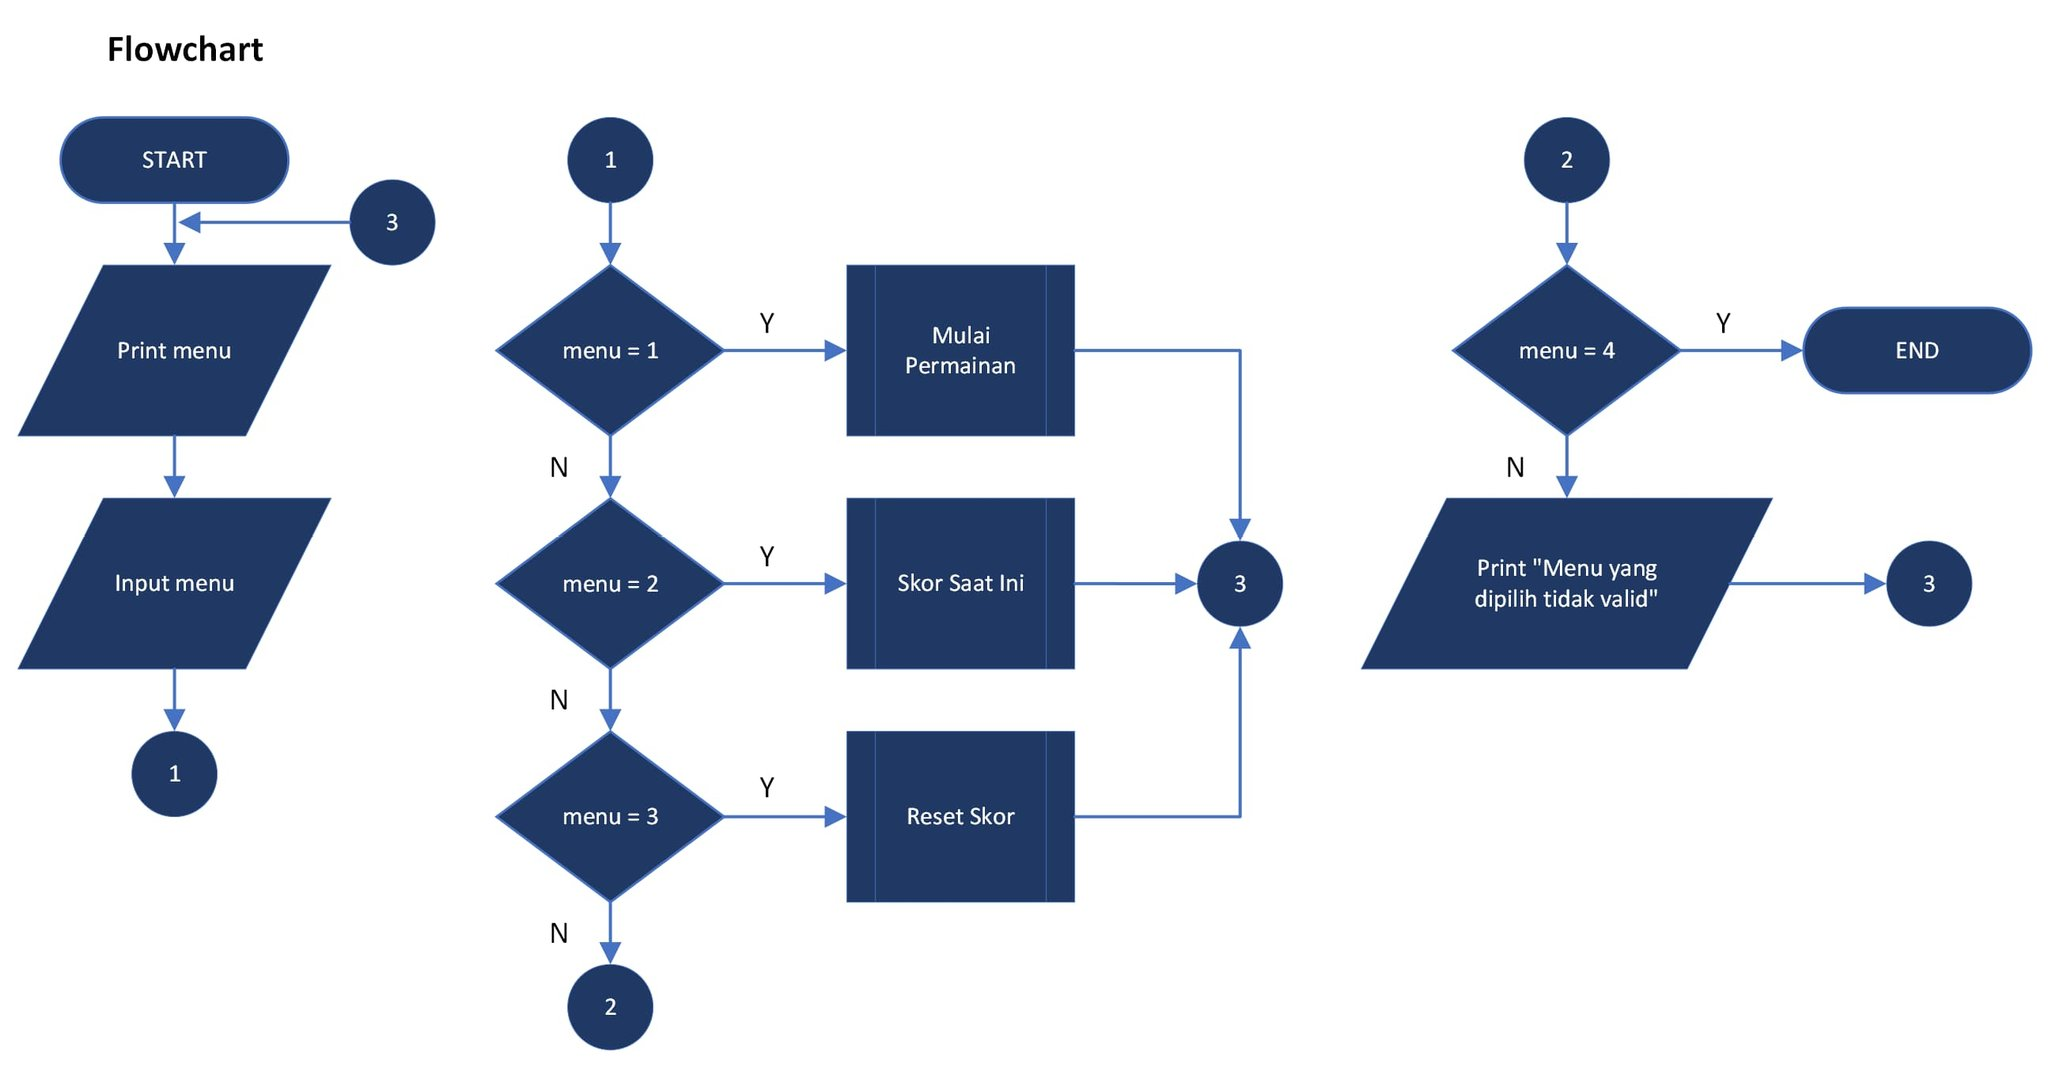 Flowchart
START
3
Print menu
Input menu
1
1
menu = 1
Y
Mulai
Permainan
N
menu = 2
Y
Skor Saat Ini
3
N
menu = 3
Y
Reset Skor
N
2
2
menu = 4
Y
END
N
Print "Menu yang
dipilih tidak valid"
3